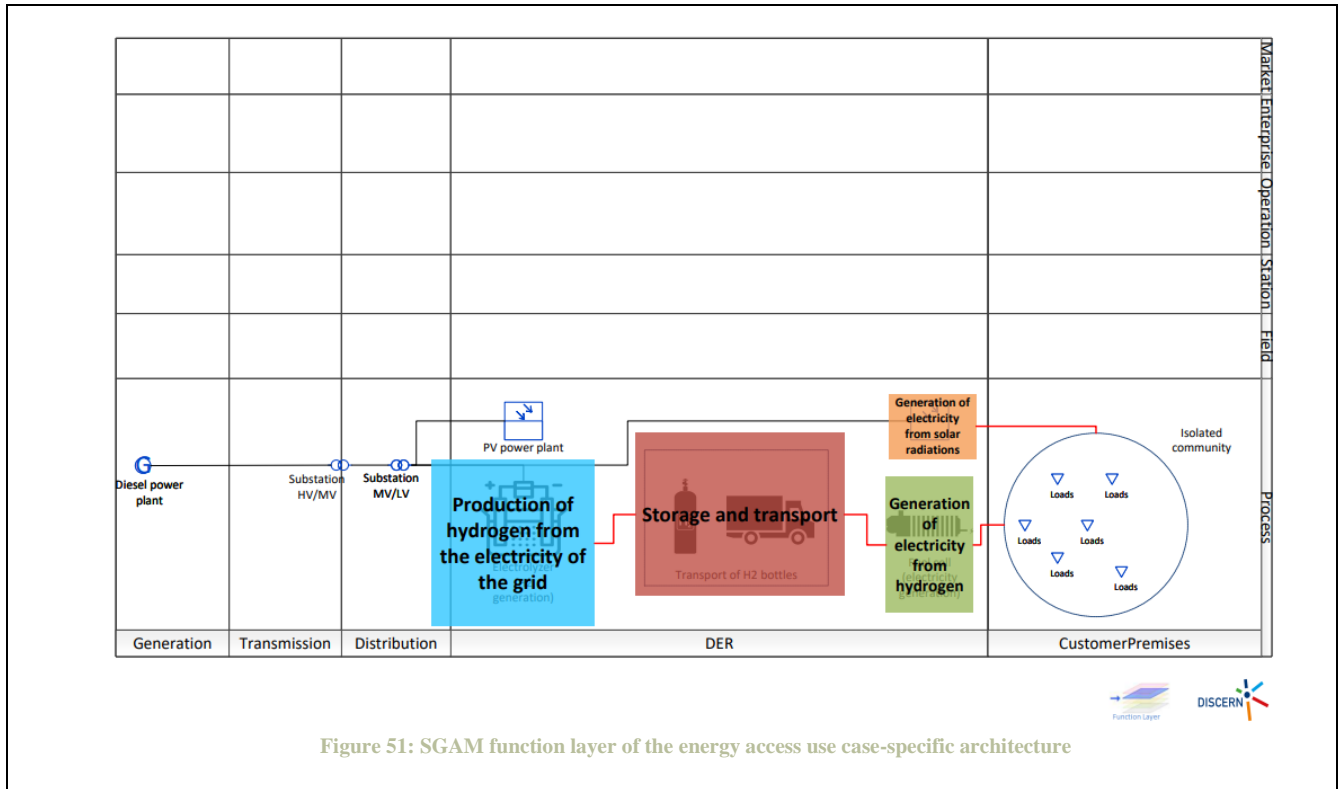 Market
Enterprise
Operation
Station
Field
Process
Generation of
electricity
from solar
radiations
PV power plant
Isolated
community
Diesel power
plant
Substation
HV/MV
Substation
MV/LV
Production of
hydrogen from
the electricity of
the grid
Electrolyzer
generation)
Storage and transport
Transport of H2 bottles
Generation
of
electricity
from
hydrogen
(electricity
generation)
Loads
Loads
Loads
Loads
Loads
Loads
Generation
Transmission
Distribution
DER
CustomerPremises
Function Layer
DISCERN
Figure 51: SGAM function layer of the energy access use case-specific architecture